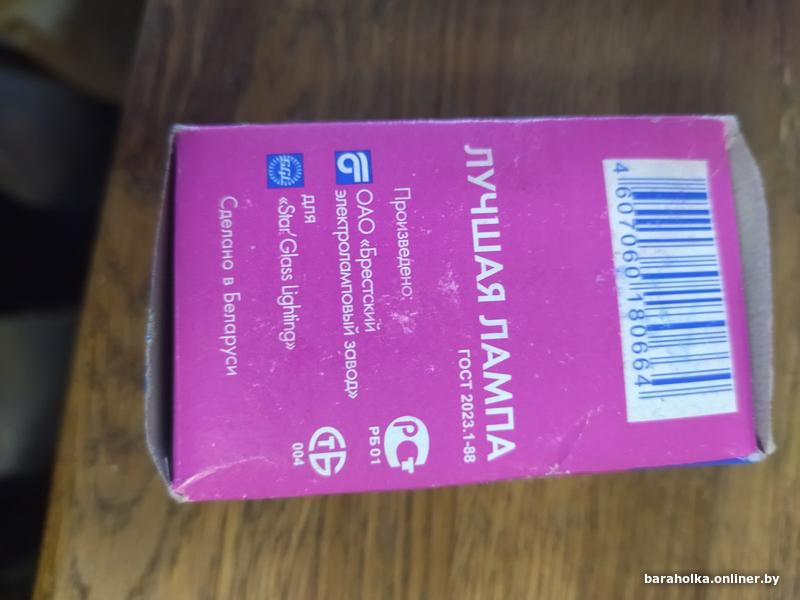 4 607060 180664
ЛУЧШАЯ ЛАМПА
ГОСТ 2023.1-88
Произведено:
ОАО «Брестский
электроламповый завод»
РБ01
для
«Star Glass Lighting»
004
Сделано в Беларуси
baraholka.onliner.by